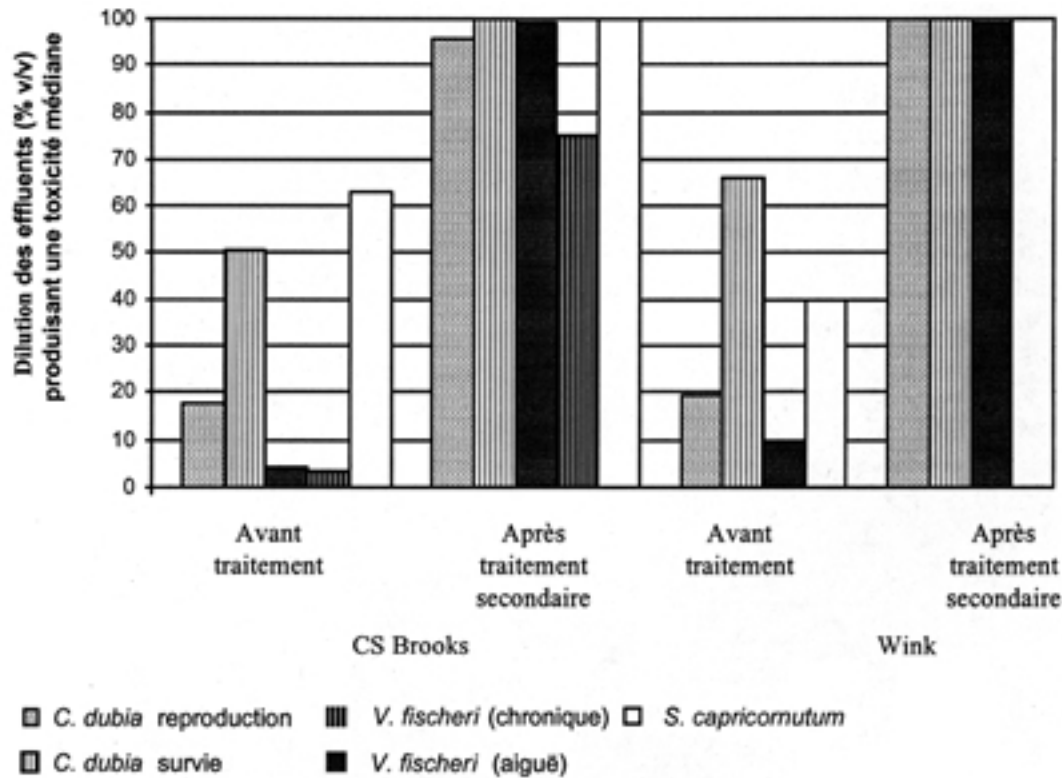 Dilution des effluents (% v/v)
produisant une toxicité médiane
100
90
80
70
60
50
40
30
20
10
0
Avant
traitement
Après
traitement
secondaire
Avant
traitement
Après
traitement
secondaire
CS Brooks
Wink
C. dubia reproduction
V. fischeri (chronique)
S. capricornutum
C. dubia survie
V. fischeri (aiguë)